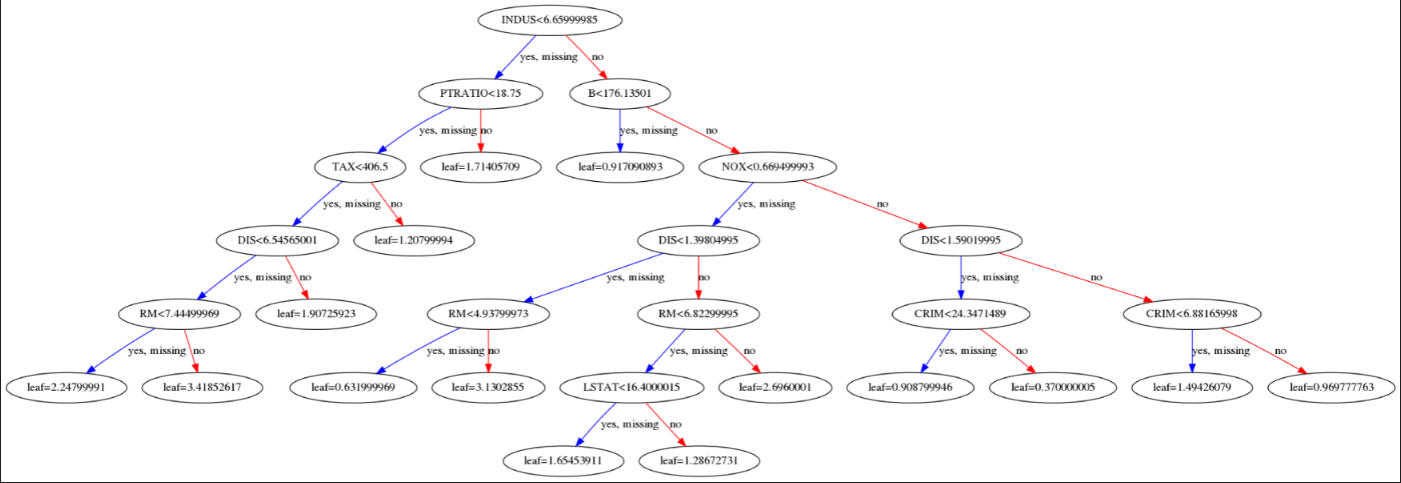 INDUS<6.65999985
yes, missing no
PTRATIO<18.75 B<176.13501
yes, missing no yes, missing no
TAX<406.5 leaf=1.71405709 leaf=0.917090893 NOX<0.669499993
yes, missing no yes, missing no
DIS<6.54565001 leaf=1.20799994 DIS<1.39804995 DIS<1.59019995
yes, missing no yes, missing no yes, missing no
RM<7.44499969 leaf=1.90725923 RM<4.93799973 RM<6.82299995 CRIM<24.3471489 CRIM<6.88165998
yes, missing no yes, missing no yes, missing no yes, missing no yes, missing no
leaf=2.24799991 leaf=3.41852617 leaf=0.631999969 leaf=3.1302855 LSTAT<16.4000015 leaf=2.6960001 leaf=0.908799946 leaf=0.370000005 leaf=1.49426079 leaf=0.969777763
yes, missing no
leaf=1.65453911 leaf=1.28672731